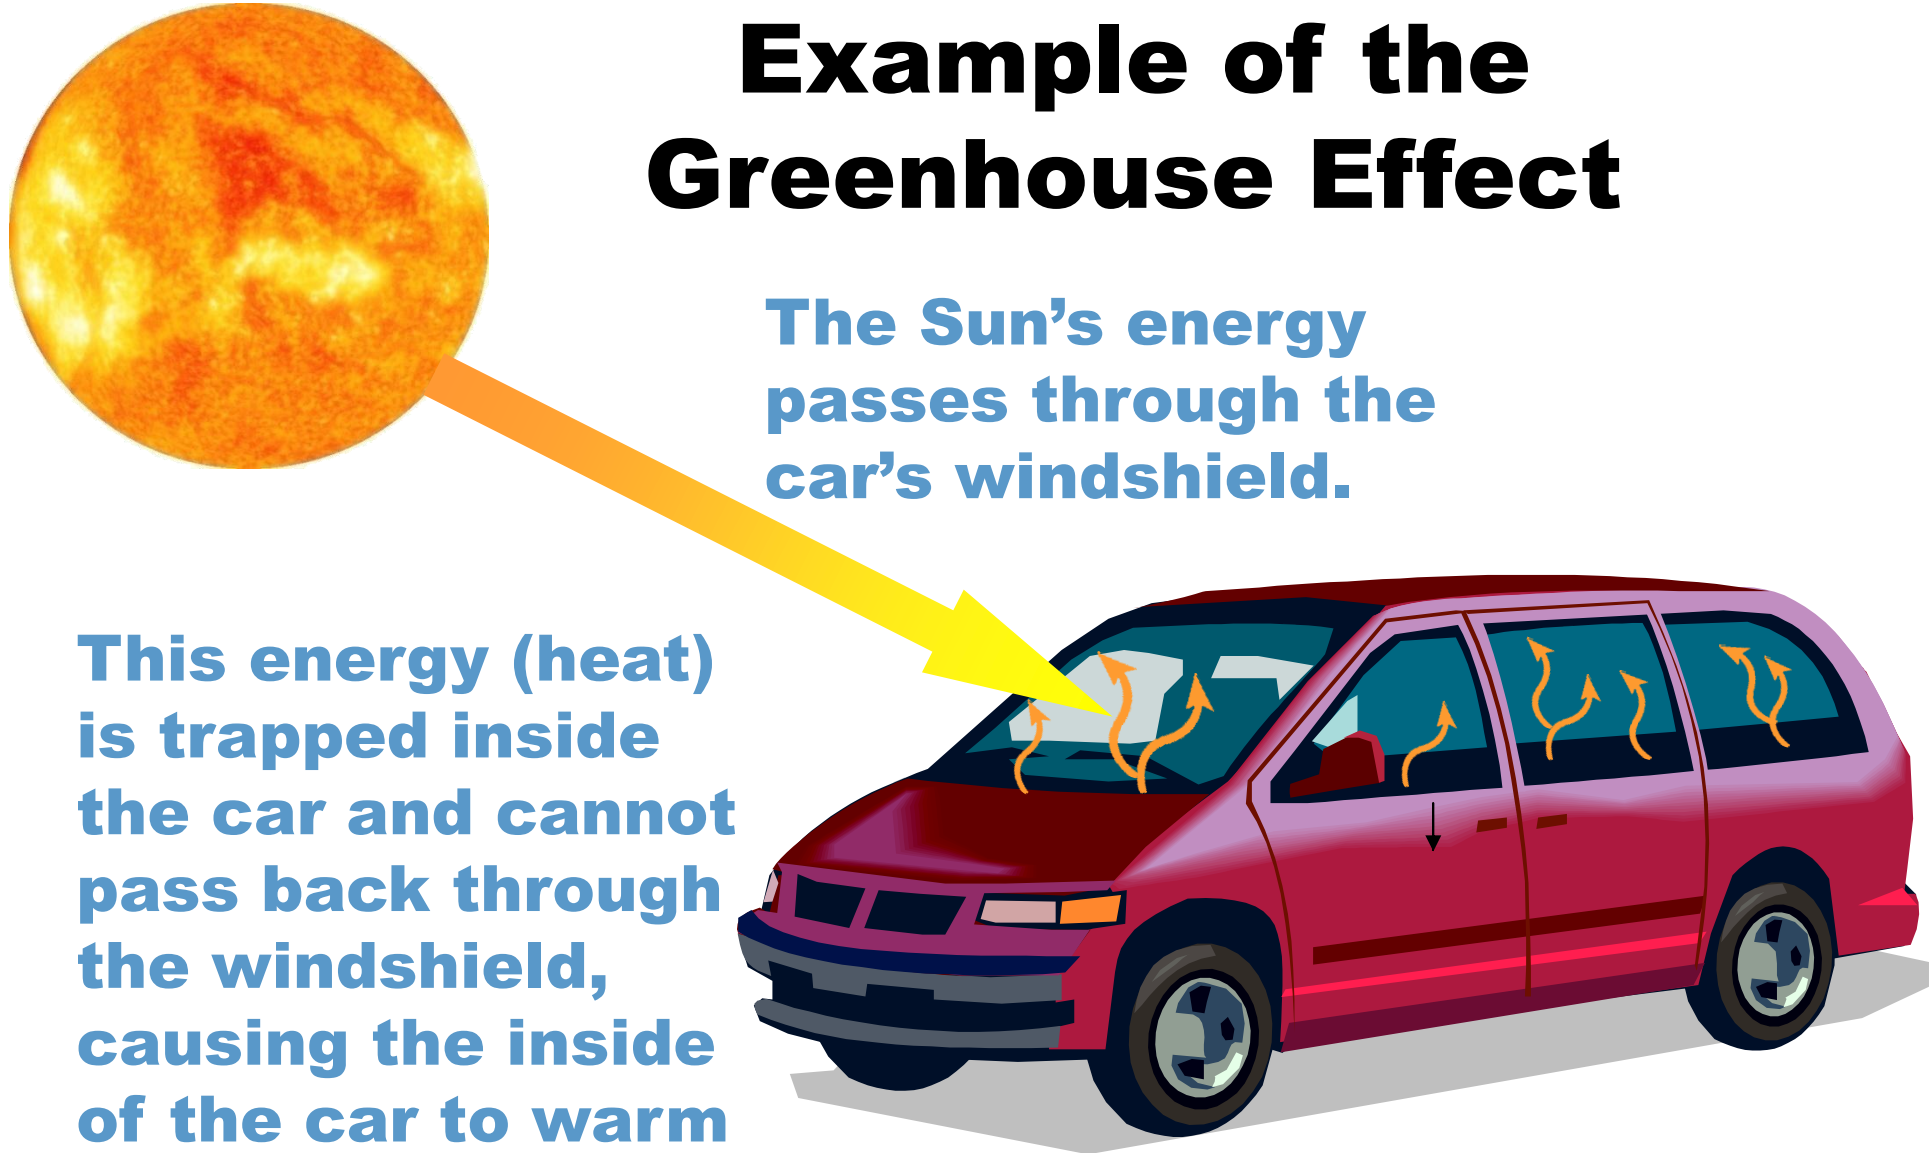 Example of the
Greenhouse Effect
The Sun’s energy
passes through the
car’s windshield.
This energy (heat)
is trapped inside
the car and cannot
pass back through
the windshield,
causing the inside
of the car to warm